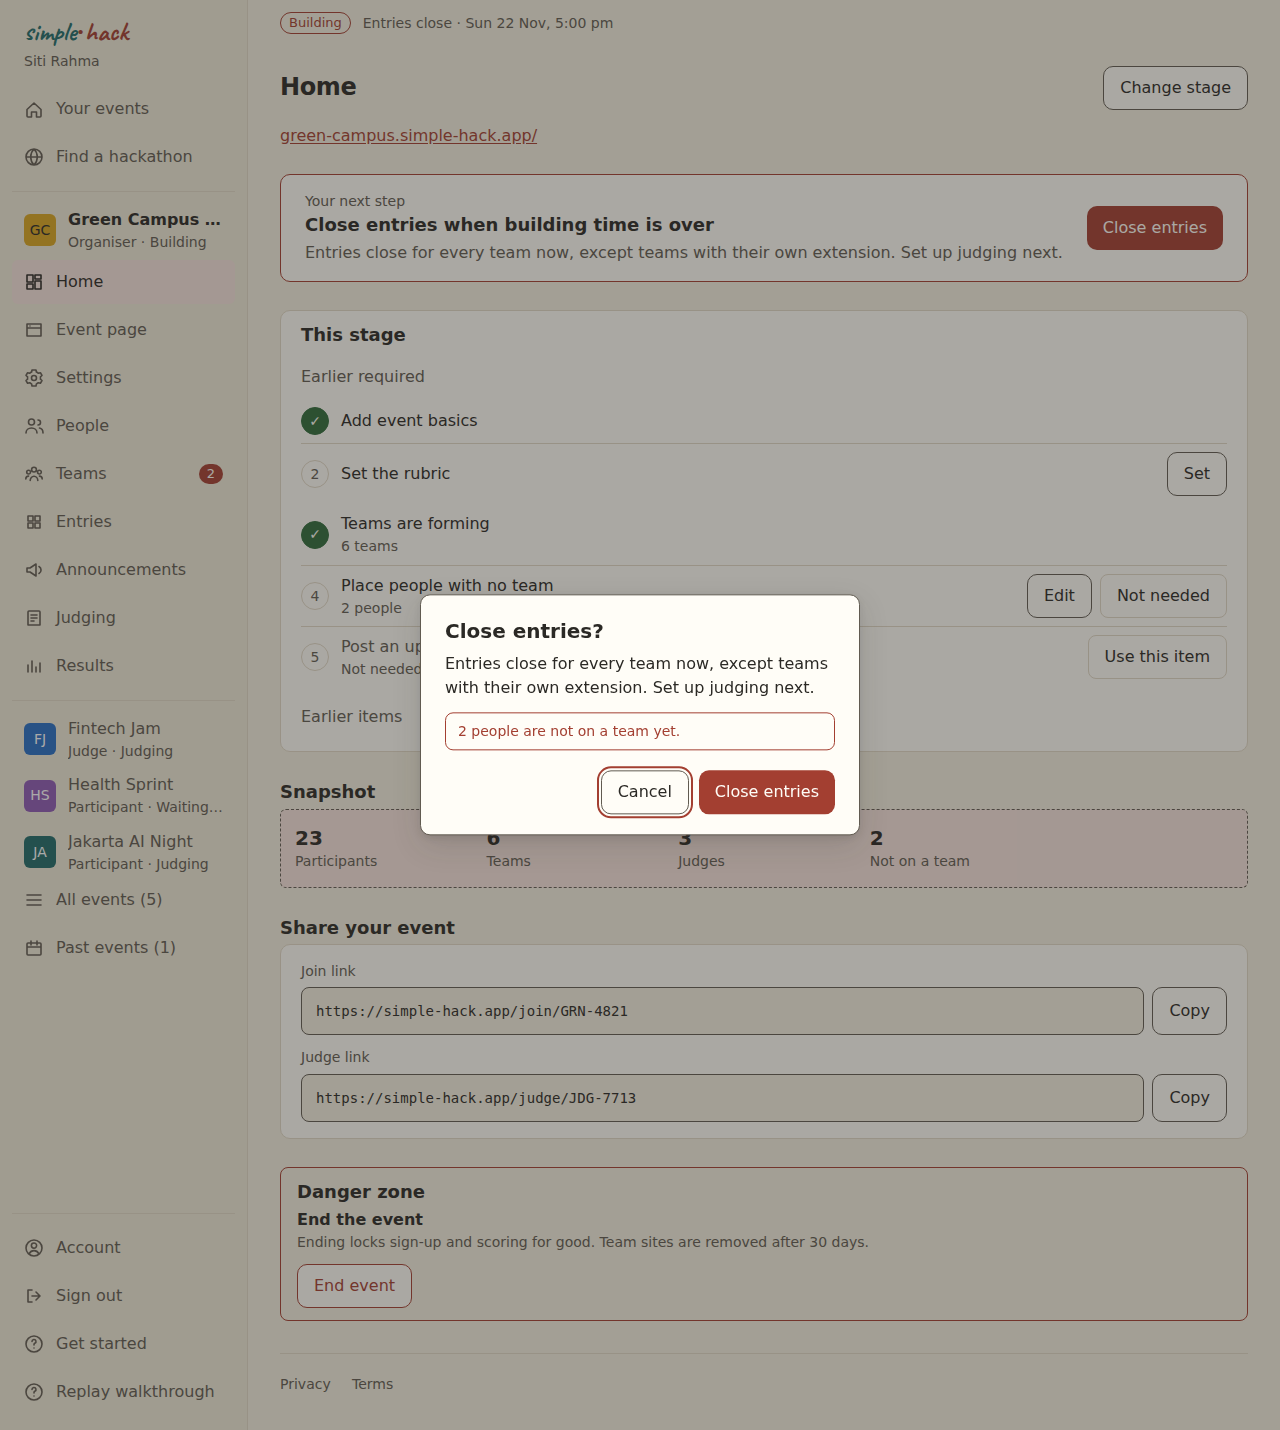 simple·hack
Siti Rahma
Your events
Find a hackathon
GC
Green Campus …
Organiser · Building
Home
Event page
Settings
People
Teams
2
Entries
Announcements
Judging
Results
FJ
Fintech Jam
Judge · Judging
HS
Health Sprint
Participant · Waiting…
JA
Jakarta AI Night
Participant · Judging
All events (5)
Past events (1)
Account
Sign out
Get started
Replay walkthrough
Building
Entries close · Sun 22 Nov, 5:00 pm
Home
Change stage
green-campus.simple-hack.app/
Your next step
Close entries when building time is over
Entries close for every team now, except teams with their own extension. Set up judging next.
Close entries
This stage
Earlier required
✓
Add event basics
2
Set the rubric
Set
✓
Teams are forming
6 teams
4
Place people with no team
2 people
Edit
Not needed
5
Post an up
Not needed
Use this item
Earlier items
Close entries?
Entries close for every team now, except teams
with their own extension. Set up judging next.
2 people are not on a team yet.
Cancel
Close entries
Snapshot
23
Participants
6
Teams
3
Judges
2
Not on a team
Share your event
Join link
https://simple-hack.app/join/GRN-4821
Copy
Judge link
https://simple-hack.app/judge/JDG-7713
Copy
Danger zone
End the event
Ending locks sign-up and scoring for good. Team sites are removed after 30 days.
End event
Privacy
Terms